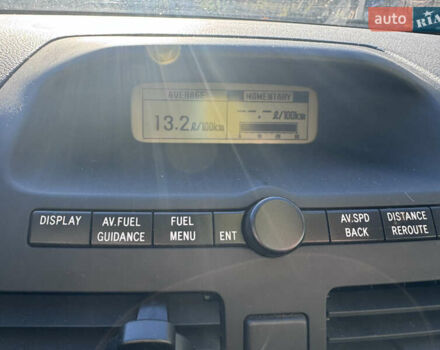 auto RIA
AVERAGE MOMENTARY
13.2 ℓ/100km --.- ℓ/100km
DISPLAY
AV.FUEL
GUIDANCE
FUEL
MENU
ENT
AV.SPD
BACK
DISTANCE
REROUTE